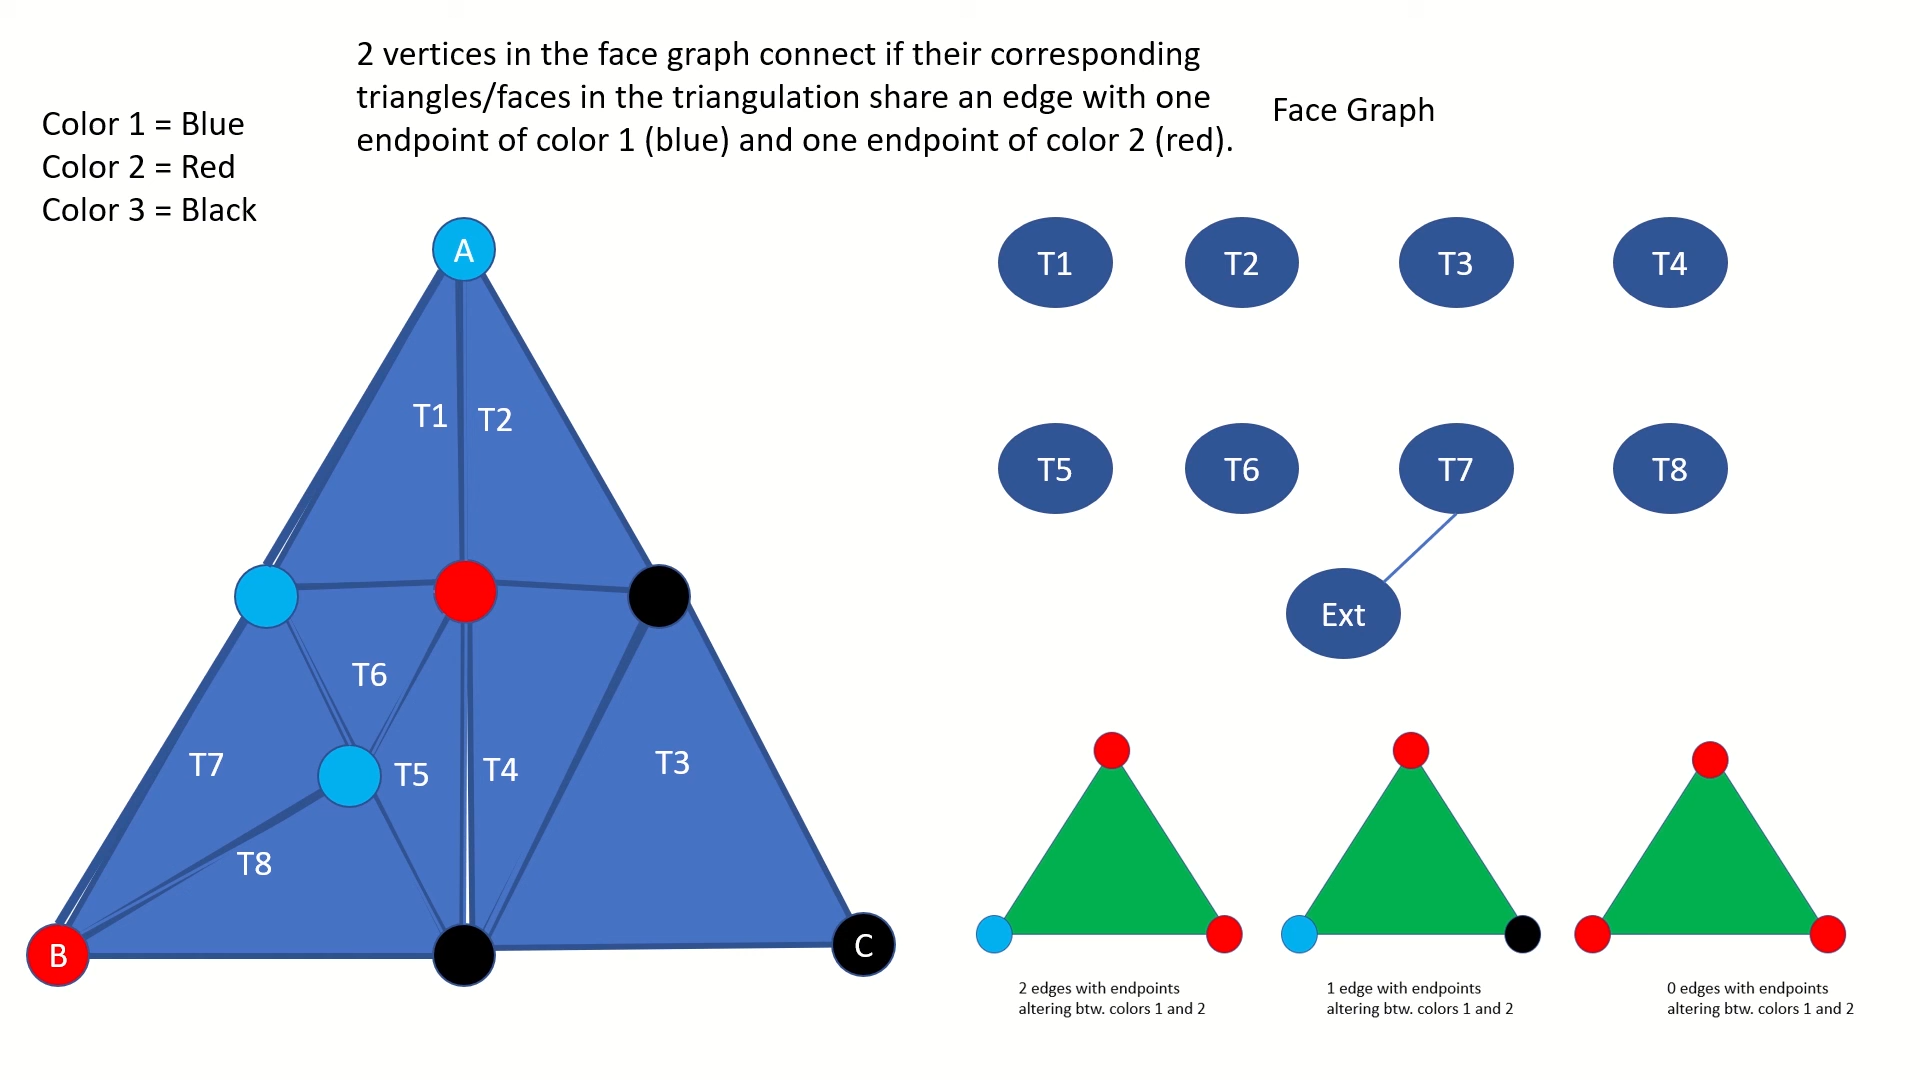 Color 1 = Blue
Color 2 = Red
Color 3 = Black
2 vertices in the face graph connect if their corresponding
triangles/faces in the triangulation share an edge with one
endpoint of color 1 (blue) and one endpoint of color 2 (red).
Face Graph
A
T1
T2
T6
T7
T5
T4
T3
T8
B
C
T1
T2
T3
T4
T5
T6
T7
T8
Ext
2 edges with endpoints
altering btw. colors 1 and 2
1 edge with endpoints
altering btw. colors 1 and 2
0 edges with endpoints
altering btw. colors 1 and 2